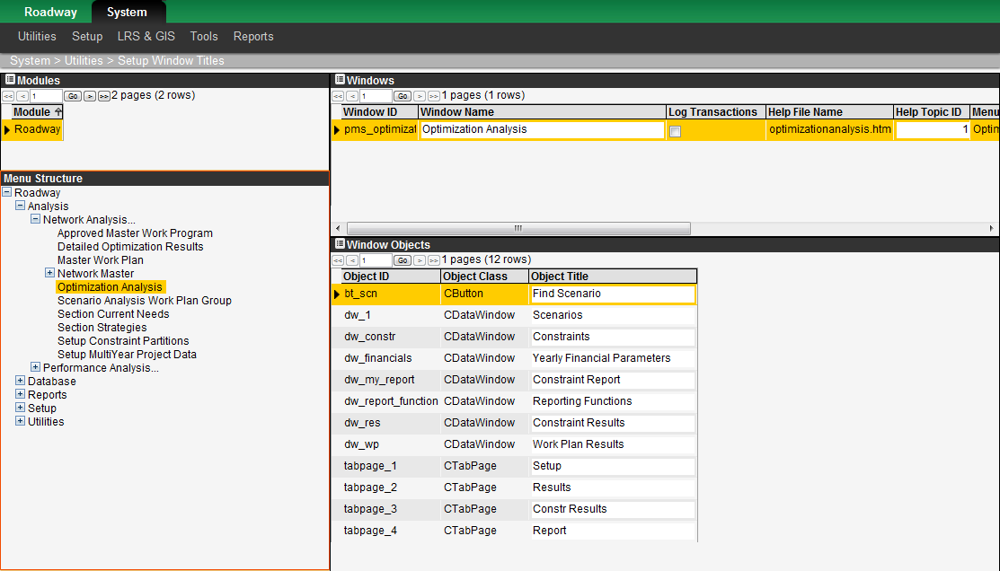 Roadway System
Utilities Setup LRS & GIS Tools Reports
System > Utilities > Setup Window Titles
Modules
<< < 1 Go > >> 2 pages (2 rows)
Module
Roadway
Menu Structure
Roadway
Analysis
Network Analysis...
Approved Master Work Program
Detailed Optimization Results
Master Work Plan
Network Master
Optimization Analysis
Scenario Analysis Work Plan Group
Section Current Needs
Section Strategies
Setup Constraint Partitions
Setup MultiYear Project Data
Performance Analysis...
Database
Reports
Setup
Utilities
Windows
<< < 1 Go > >> 1 pages (1 rows)
Window ID Window Name Log Transactions Help File Name Help Topic ID Menu
pms_optimizat Optimization Analysis optimizationanalysis.htm 1 Optim
Window Objects
<< < 1 Go > >> 1 pages (12 rows)
Object ID Object Class Object Title
bt_scn CButton Find Scenario
dw_1 CDataWindow Scenarios
dw_constr CDataWindow Constraints
dw_financials CDataWindow Yearly Financial Parameters
dw_my_report CDataWindow Constraint Report
dw_report_function CDataWindow Reporting Functions
dw_res CDataWindow Constraint Results
dw_wp CDataWindow Work Plan Results
tabpage_1 CTabPage Setup
tabpage_2 CTabPage Results
tabpage_3 CTabPage Constr Results
tabpage_4 CTabPage Report